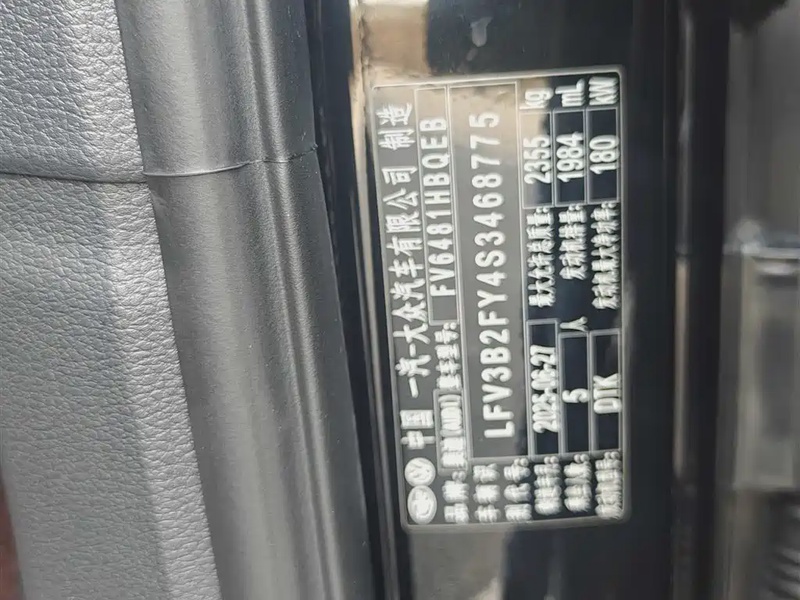 中国 一汽-大众汽车有限公司 制造
品牌: 奥迪(AUDI) 整车型号: FV6481HBQEB
车辆识别代号: LFV3B2FY4S3468775
制造年月: 2025-06-27 最大允许总质量: 2355 kg
乘坐人数: 5 人 发动机排量: 1984 mL
发动机型号: DTK 发动机最大净功率: 180 kW